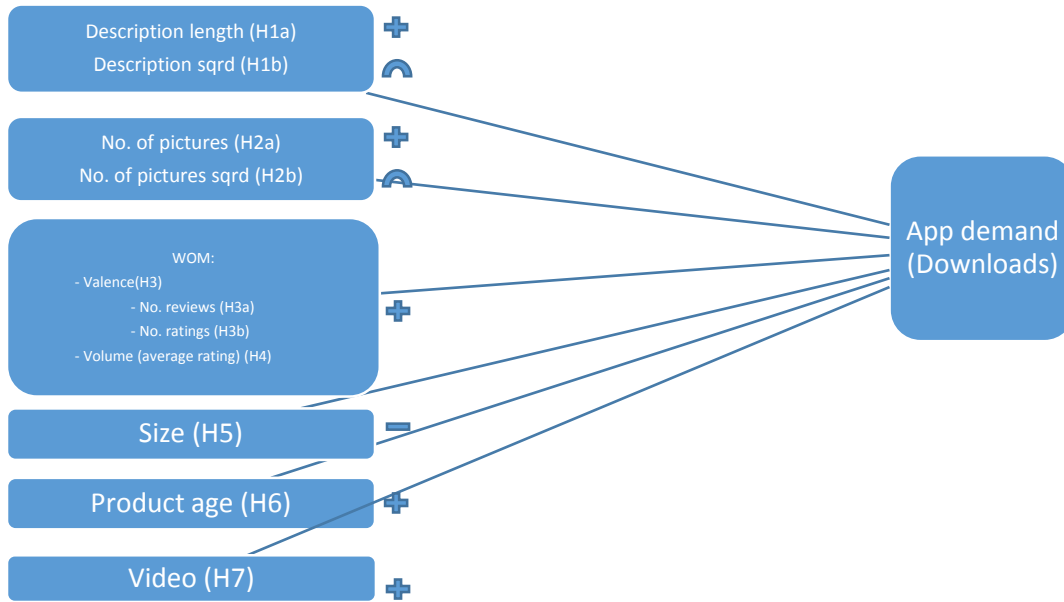 Description length (H1a)
Description sqrd (H1b)
No. of pictures (H2a)
No. of pictures sqrd (H2b)
WOM:
- Valence(H3)
- No. reviews (H3a)
- No. ratings (H3b)
- Volume (average rating) (H4)
Size (H5)
Product age (H6)
Video (H7)
App demand
(Downloads)